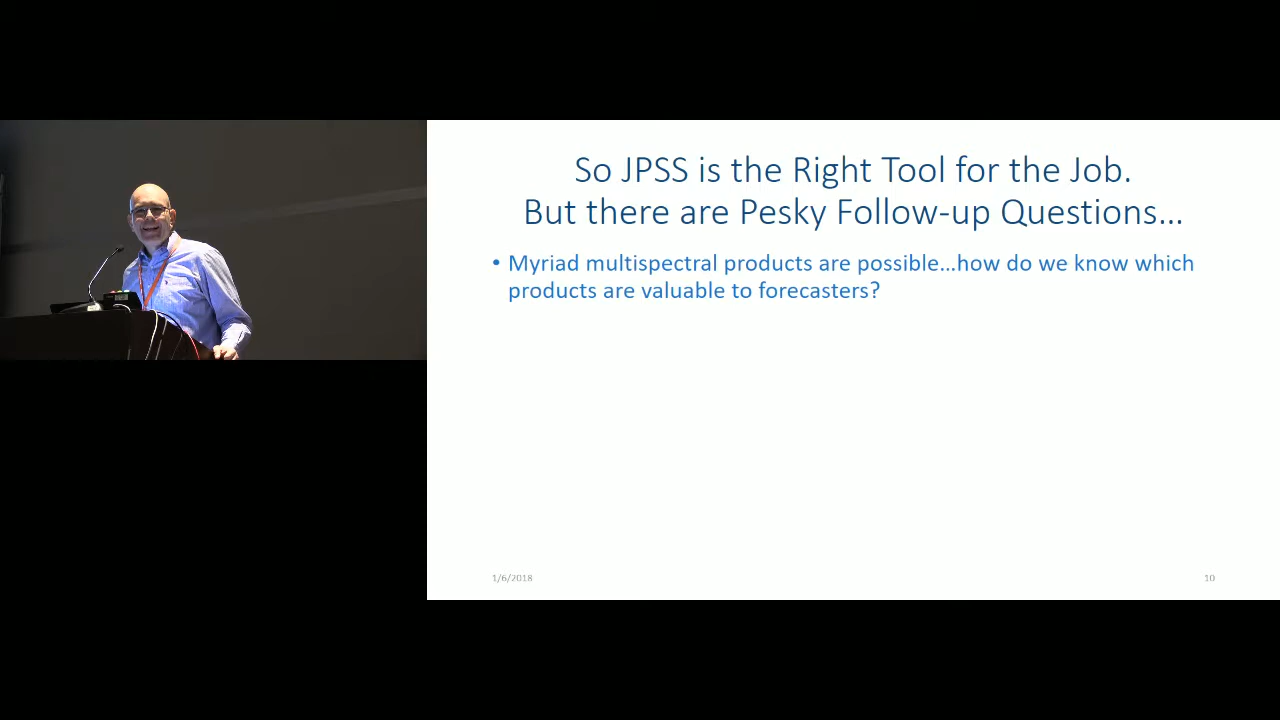 So JPSS is the Right Tool for the Job.
But there are Pesky Follow-up Questions…
• Myriad multispectral products are possible…how do we know which
products are valuable to forecasters?
1/6/2018
10